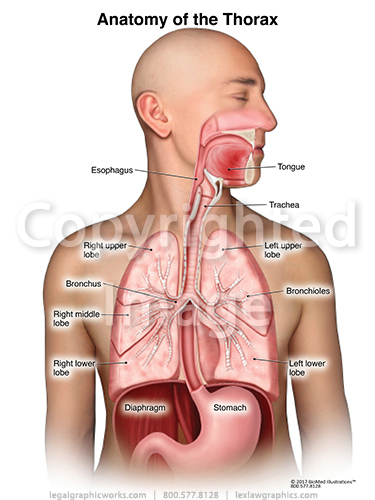 Anatomy of the Thorax
Esophagus
Tongue
Trachea
Copyrighted
Right upper
lobe
Left upper
lobe
Bronchus
Bronchioles
Image
Right middle
lobe
Right lower
lobe
Left lower
lobe
Diaphragm
Stomach
© 2017 BioMed Illustrations™
800.577.8128
legalgraphicworks.com | 800.577.8128 | lexlawgraphics.com